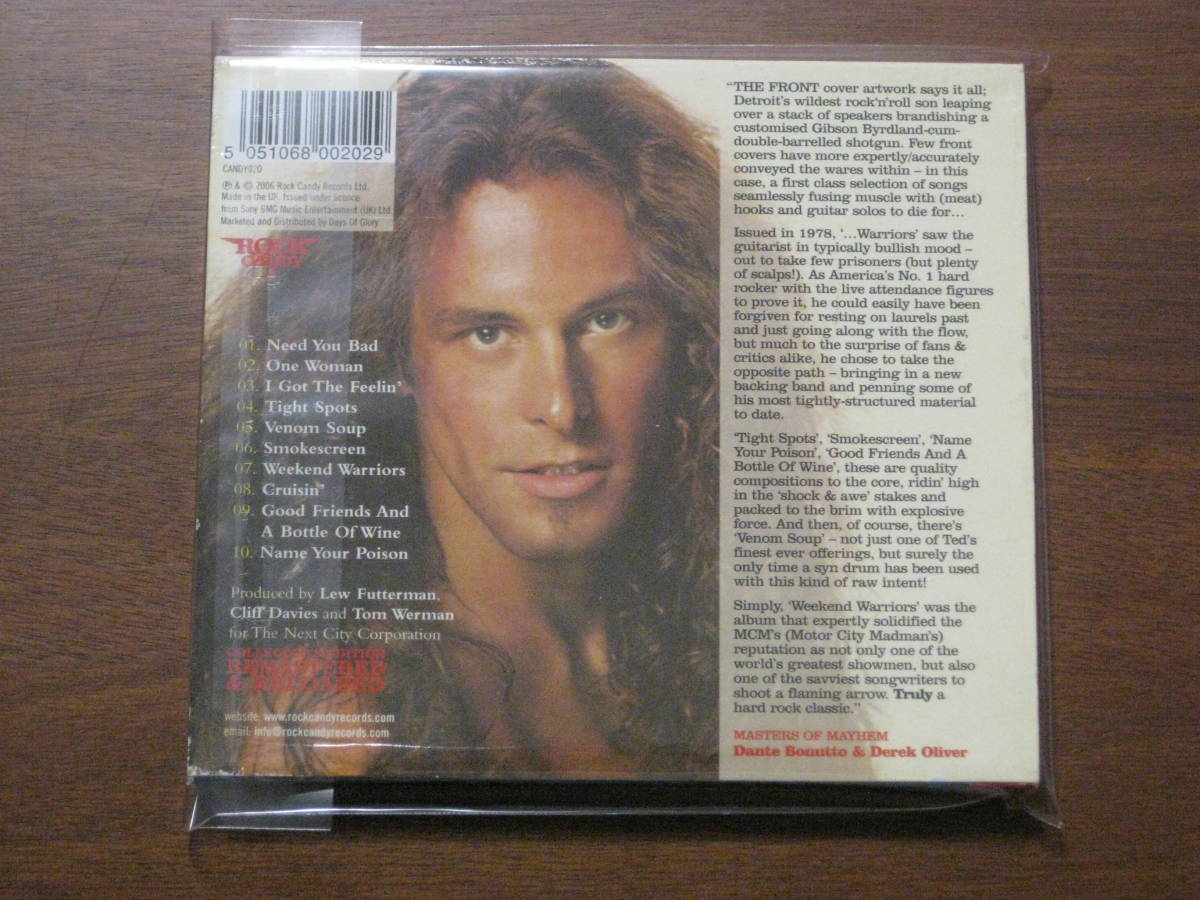 5 051068 002029
CANDY020
℗ & © 2006 Rock Candy Records Ltd.
Made in the UK. Issued under licence
from Sony BMG Music Entertainment (UK) Ltd.
Marketed and Distributed by Days Of Glory
ROCK
CANDY
01. Need You Bad
02. One Woman
03. I Got The Feelin'
04. Tight Spots
05. Venom Soup
06. Smokescreen
07. Weekend Warriors
08. Cruisin'
09. Good Friends And
A Bottle Of Wine
10. Name Your Poison
Produced by Lew Futterman,
Cliff Davies and Tom Werman
for The Next City Corporation
COLLECTOR'S EDITION
REMASTERED
& RELOADED
website: www.rockcandyrecords.com
email: info@rockcandyrecords.com
"THE FRONT cover artwork says it all;
Detroit's wildest rock'n'roll son leaping
over a stack of speakers brandishing a
customised Gibson Byrdland-cum-
double-barrelled shotgun. Few front
covers have more expertly/accurately
conveyed the wares within – in this
case, a first class selection of songs
seamlessly fusing muscle with (meat)
hooks and guitar solos to die for...
Issued in 1978, '...Warriors' saw the
guitarist in typically bullish mood –
out to take few prisoners (but plenty
of scalps!). As America's No. 1 hard
rocker with the live attendance figures
to prove it, he could easily have been
forgiven for resting on laurels past
and just going along with the flow,
but much to the surprise of fans &
critics alike, he chose to take the
opposite path – bringing in a new
backing band and penning some of
his most tightly-structured material
to date.
'Tight Spots', 'Smokescreen', 'Name
Your Poison', 'Good Friends And A
Bottle Of Wine', these are quality
compositions to the core, ridin' high
in the 'shock & awe' stakes and
packed to the brim with explosive
force. And then, of course, there's
'Venom Soup' – not just one of Ted's
finest ever offerings, but surely the
only time a syn drum has been used
with this kind of raw intent!
Simply, 'Weekend Warriors' was the
album that expertly solidified the
MCM's (Motor City Madman's)
reputation as not only one of the
world's greatest showmen, but also
one of the savviest songwriters to
shoot a flaming arrow. Truly a
hard rock classic."
MASTERS OF MAYHEM
Dante Bonutto & Derek Oliver